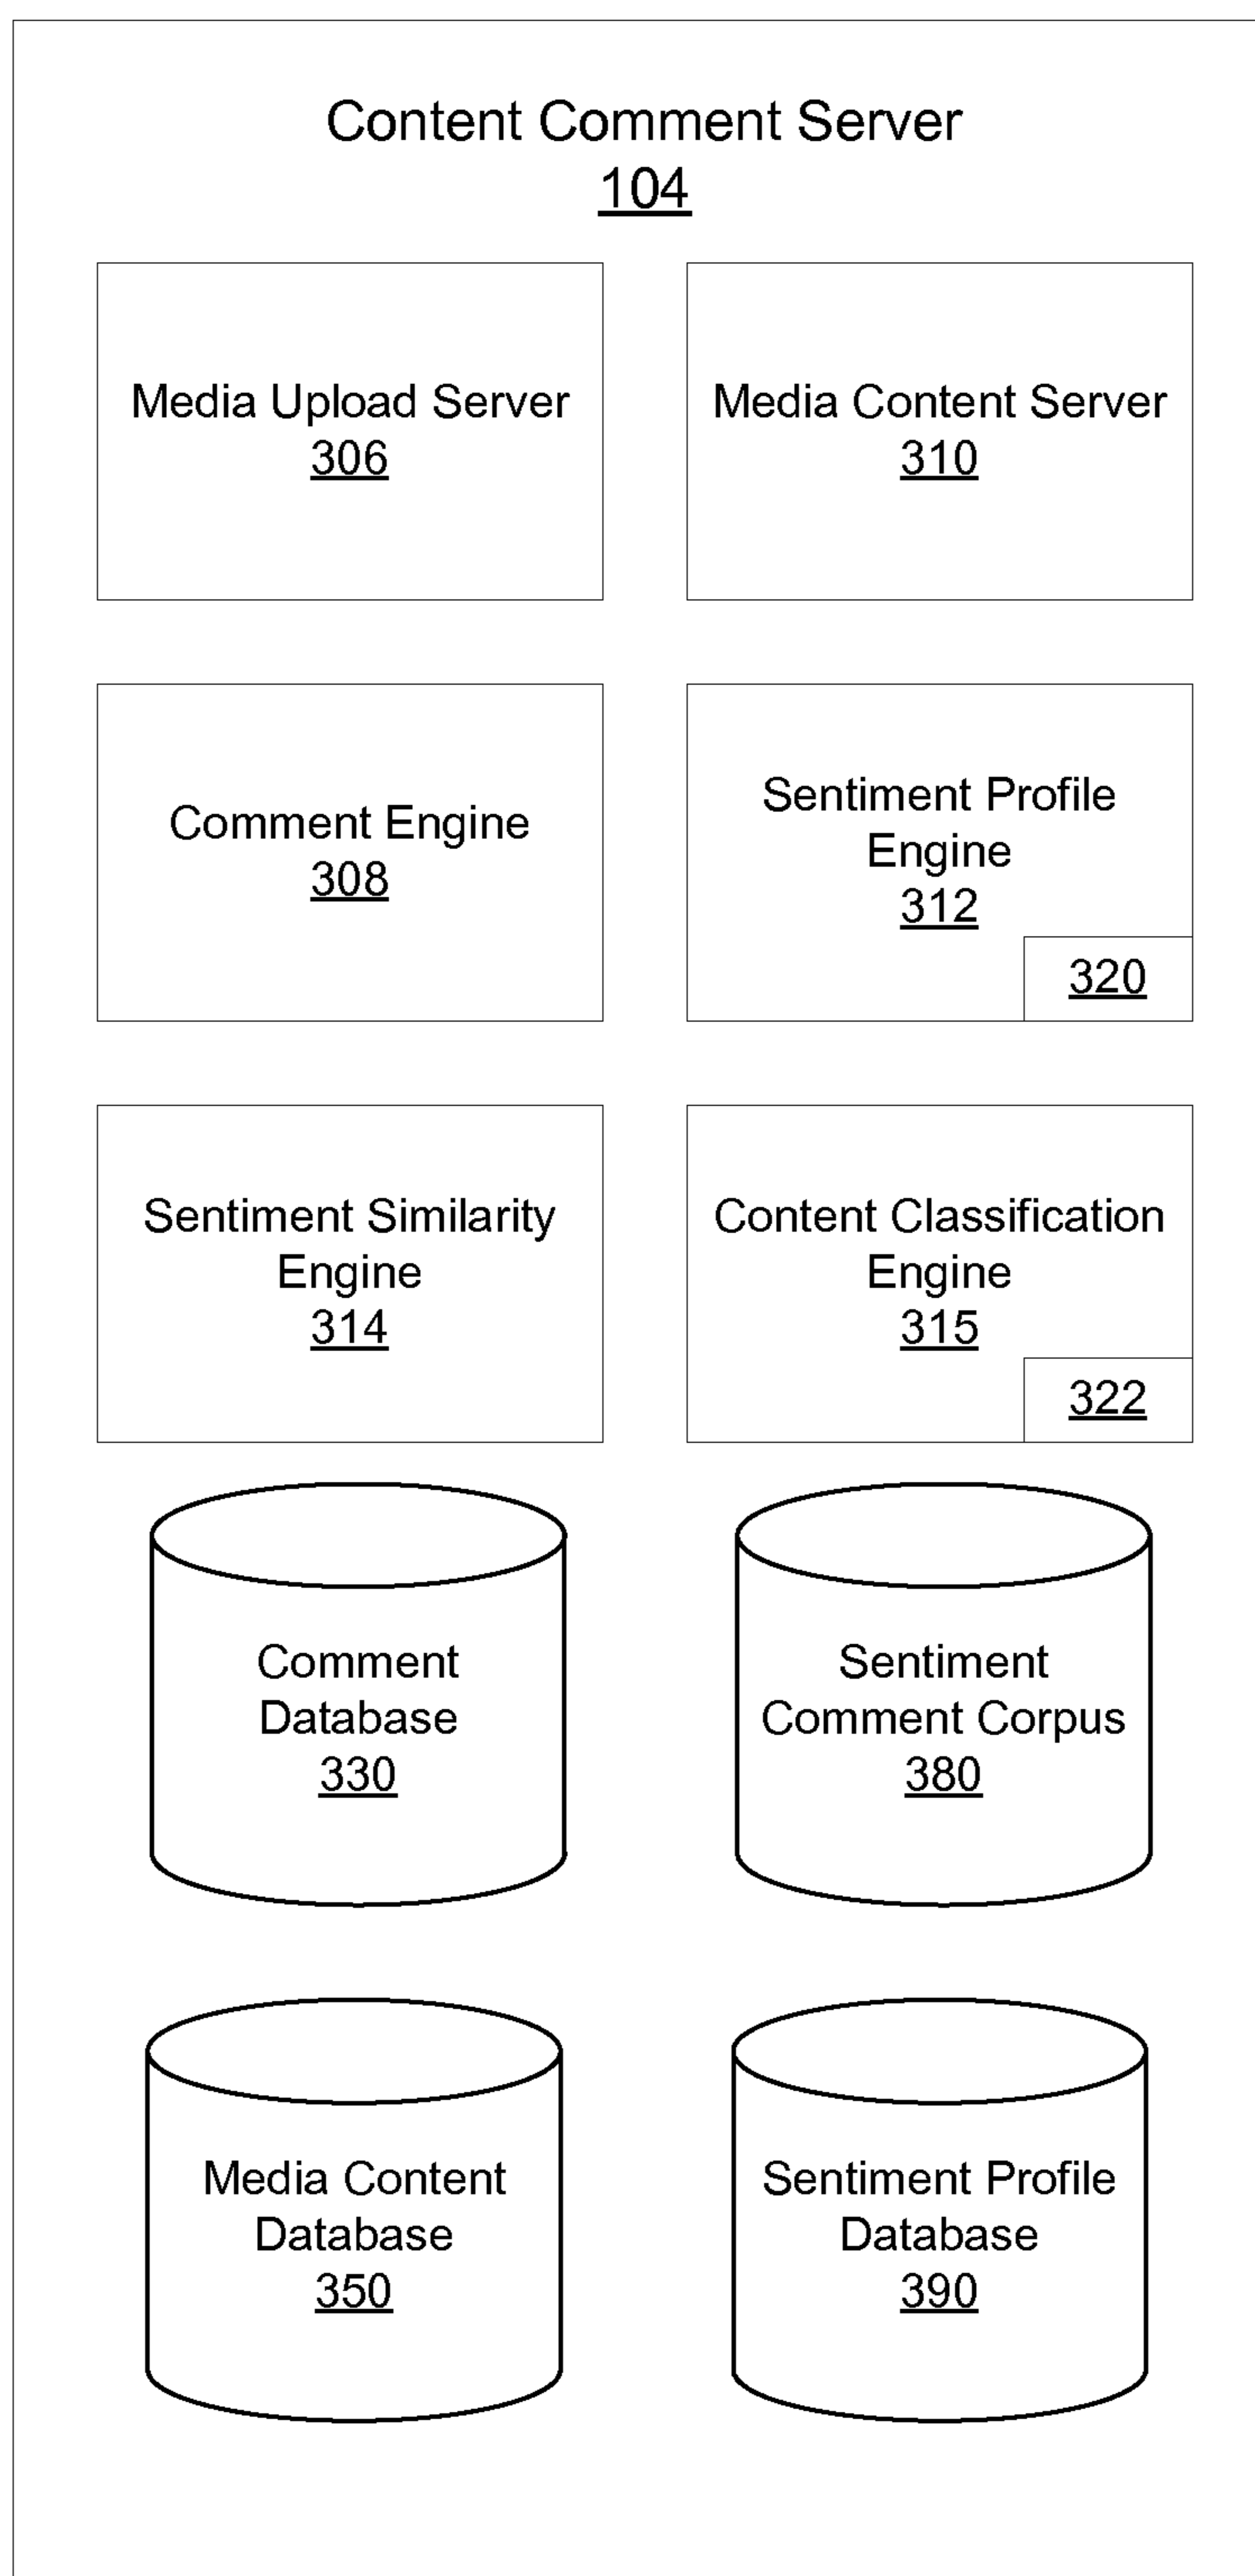 Content Comment Server
104
Media Upload Server
306
Media Content Server
310
Comment Engine
308
Sentiment Profile
Engine
312
320
Sentiment Similarity
Engine
314
Content Classification
Engine
315
322
Comment
Database
330
Sentiment
Comment Corpus
380
Media Content
Database
350
Sentiment Profile
Database
390